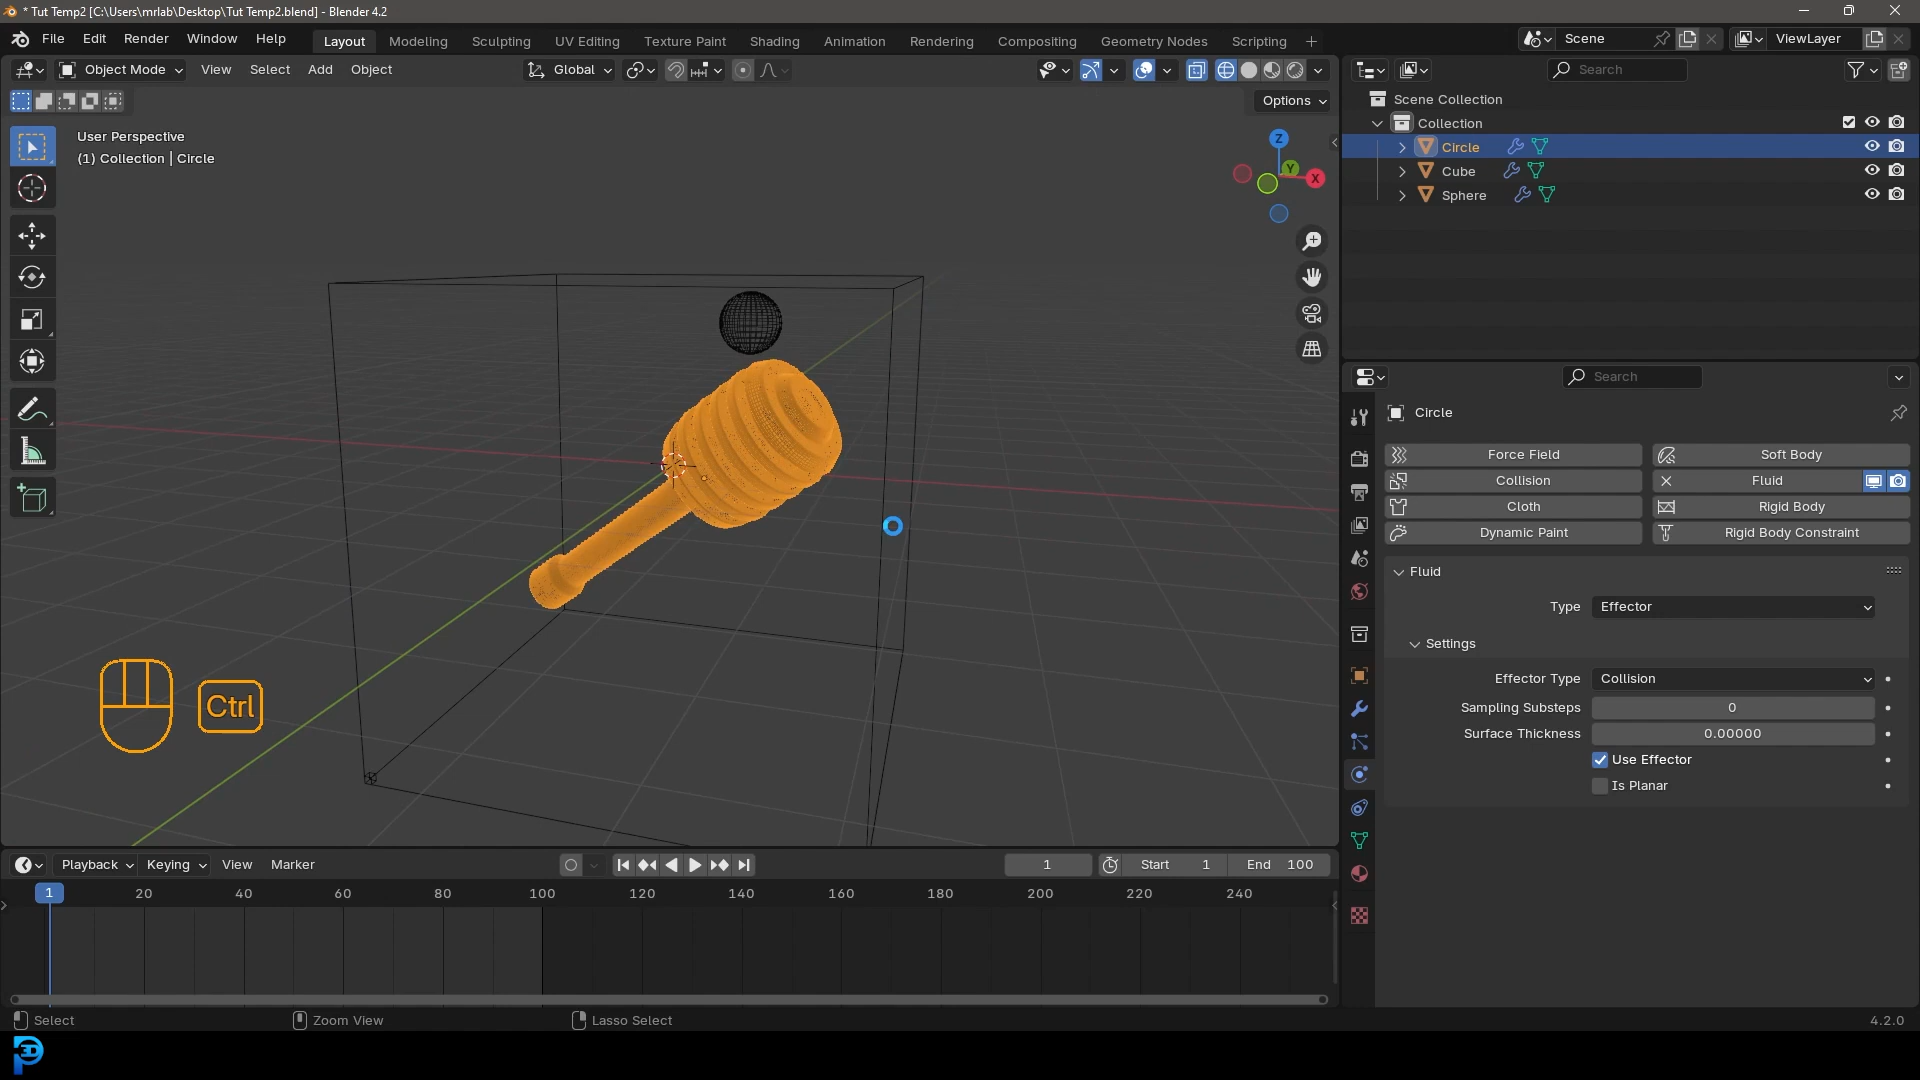 * Tut Temp2 [C:\Users\mrlab\Desktop\Tut Temp2.blend] - Blender 4.2
File Edit Render Window Help
Layout Modeling Sculpting UV Editing Texture Paint Shading Animation Rendering Compositing Geometry Nodes Scripting
Scene
ViewLayer
Object Mode View Select Add Object
Global
Options
User Perspective
(1) Collection | Circle
Z
Y
X
Ctrl
Search
Scene Collection
Collection
Circle
Cube
Sphere
Search
Circle
Force Field Soft Body
Collision Fluid
Cloth Rigid Body
Dynamic Paint Rigid Body Constraint
Fluid
Type Effector
Settings
Effector Type Collision
Sampling Substeps 0
Surface Thickness 0.00000
Use Effector
Is Planar
Playback Keying View Marker
1
Start 1
End 100
1 20 40 60 80 100 120 140 160 180 200 220 240
Select Zoom View Lasso Select
4.2.0